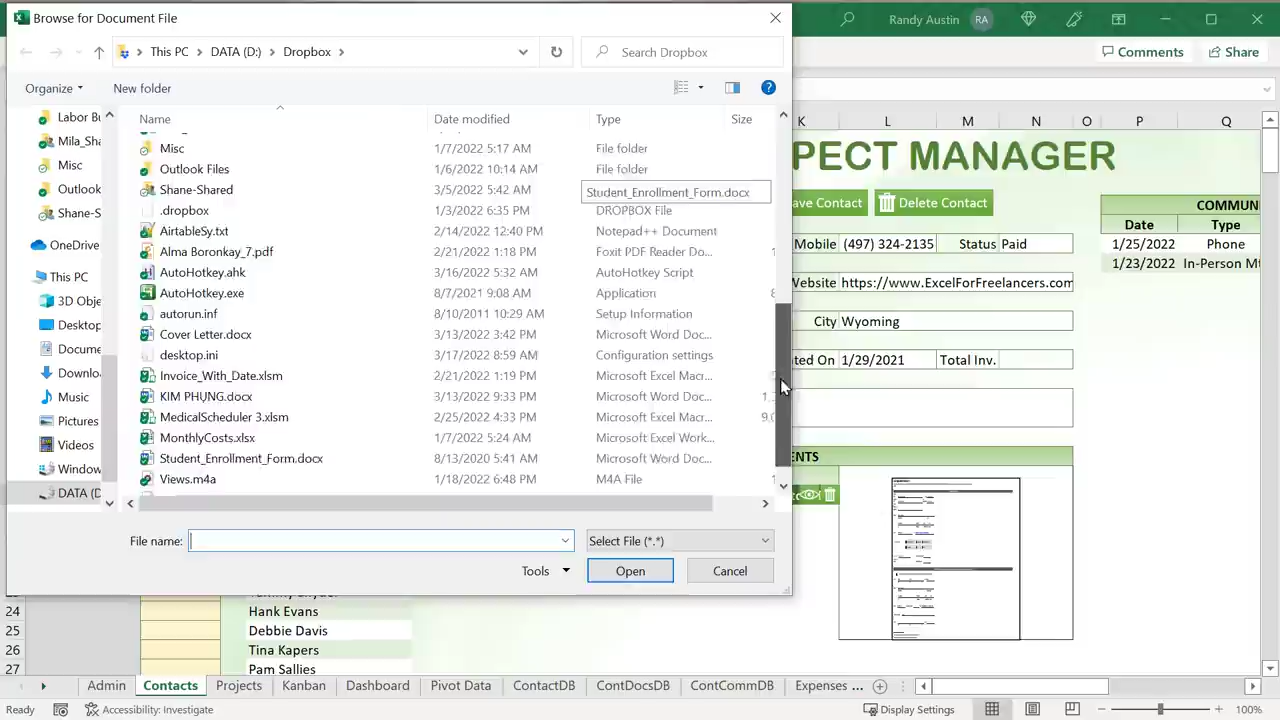 Browse for Document File
Randy Austin
RA
This PC
DATA (D:)
Dropbox
Search Dropbox
Comments
Share
Organize
New folder
Name
Date modified
Type
Size
Labor Bu
Mila_Sha
Misc
Outlook
Shane-S
OneDrive
This PC
3D Obje
Desktop
Docume
Downlo
Music
Pictures
Videos
Window
DATA (D
Misc 1/7/2022 5:17 AM File folder
Outlook Files 1/6/2022 10:14 AM File folder
Shane-Shared 3/5/2022 5:42 AM
Student_Enrollment_Form.docx
.dropbox 1/3/2022 6:35 PM DROPBOX File
AirtableSy.txt 2/14/2022 12:40 PM Notepad++ Document
Alma Boronkay_7.pdf 2/21/2022 1:18 PM Foxit PDF Reader Do...
AutoHotkey.ahk 3/16/2022 5:32 AM AutoHotkey Script
AutoHotkey.exe 8/7/2021 9:08 AM Application
autorun.inf 8/10/2011 10:29 AM Setup Information
Cover Letter.docx 3/13/2022 3:42 PM Microsoft Word Doc...
desktop.ini 3/17/2022 8:59 AM Configuration settings
Invoice_With_Date.xlsm 2/21/2022 1:19 PM Microsoft Excel Macr...
KIM PHỤNG.docx 3/13/2022 9:33 PM Microsoft Word Doc...
MedicalScheduler 3.xlsm 2/25/2022 4:33 PM Microsoft Excel Macr...
MonthlyCosts.xlsx 1/7/2022 5:24 AM Microsoft Excel Work...
Student_Enrollment_Form.docx 8/13/2020 5:41 AM Microsoft Word Doc...
Views.m4a 1/18/2022 6:48 PM M4A File
File name:
Select File (*.*)
Tools
Open
Cancel
K L M N O P Q
PECT MANAGER
ave Contact
Delete Contact
Mobile (497) 324-2135 Status Paid
Website https://www.ExcelForFreelancers.com
City Wyoming
ted On 1/29/2021 Total Inv.
NTS
COMMUN
Date Type
1/25/2022 Phone
1/23/2022 In-Person M
24 Hank Evans
25 Debbie Davis
26 Tina Kapers
27 Pam Sallies
Admin Contacts Projects Kanban Dashboard Pivot Data ContactDB ContDocsDB ContCommDB Expenses ...
Ready
Accessibility: Investigate
Display Settings
100%